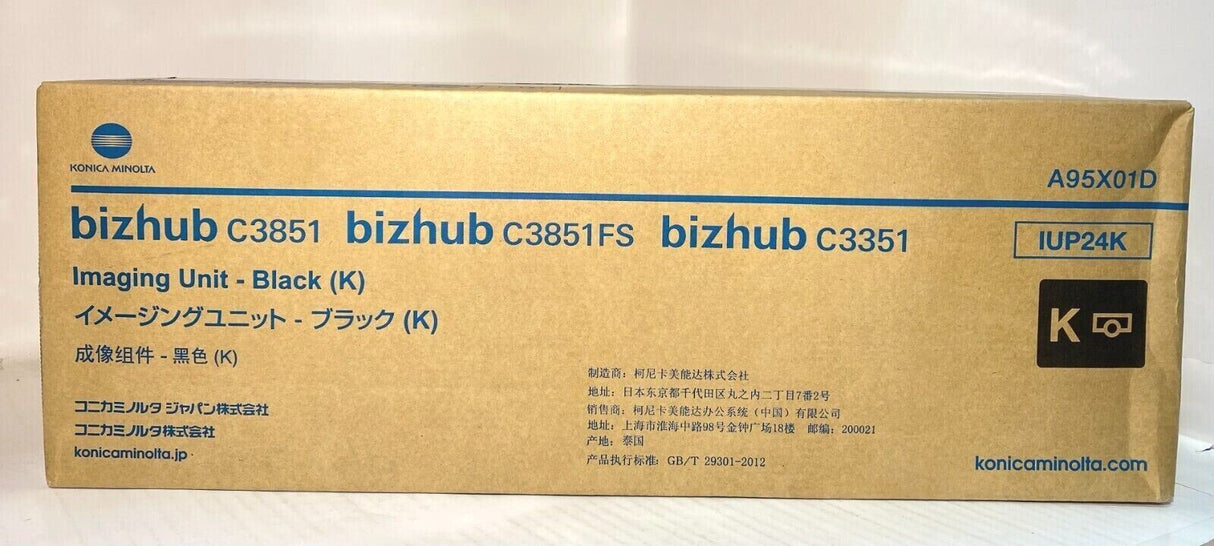 KONICA MINOLTA
A95X01D
bizhub C3851 bizhub C3851FS bizhub C3351
IUP24K
Imaging Unit - Black (K)
イメージングユニット - ブラック (K)
成像组件 - 黑色 (K)
K
制造商: 柯尼卡美能达株式会社
地址: 日本东京都千代田区丸之内二丁目7番2号
销售商: 柯尼卡美能达办公系统（中国）有限公司
地址: 上海市淮海中路98号金钟广场18楼 邮编: 200021
产地: 泰国
产品执行标准: GB/T 29301-2012
コニカミノルタ ジャパン株式会社
コニカミノルタ株式会社
konicaminolta.jp
konicaminolta.com